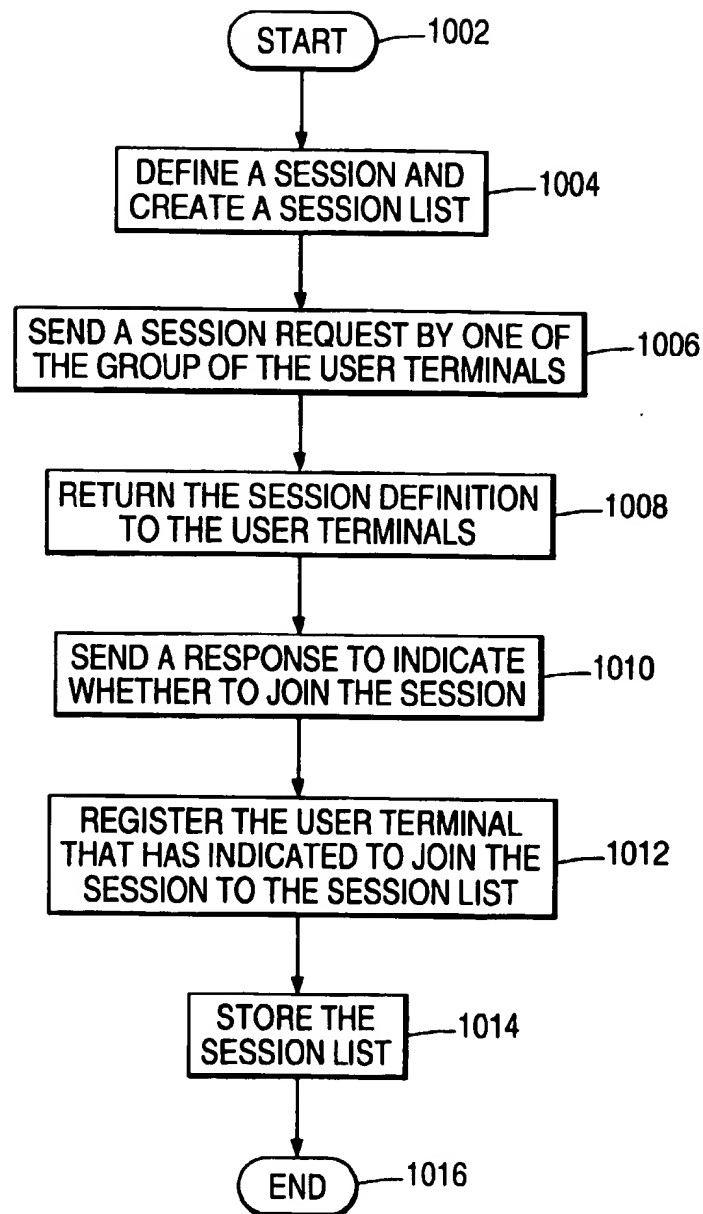 START
1002
DEFINE A SESSION AND
CREATE A SESSION LIST
1004
SEND A SESSION REQUEST BY ONE OF
THE GROUP OF THE USER TERMINALS
1006
RETURN THE SESSION DEFINITION
TO THE USER TERMINALS
1008
SEND A RESPONSE TO INDICATE
WHETHER TO JOIN THE SESSION
1010
REGISTER THE USER TERMINAL
THAT HAS INDICATED TO JOIN THE
SESSION TO THE SESSION LIST
1012
STORE THE
SESSION LIST
1014
END
1016